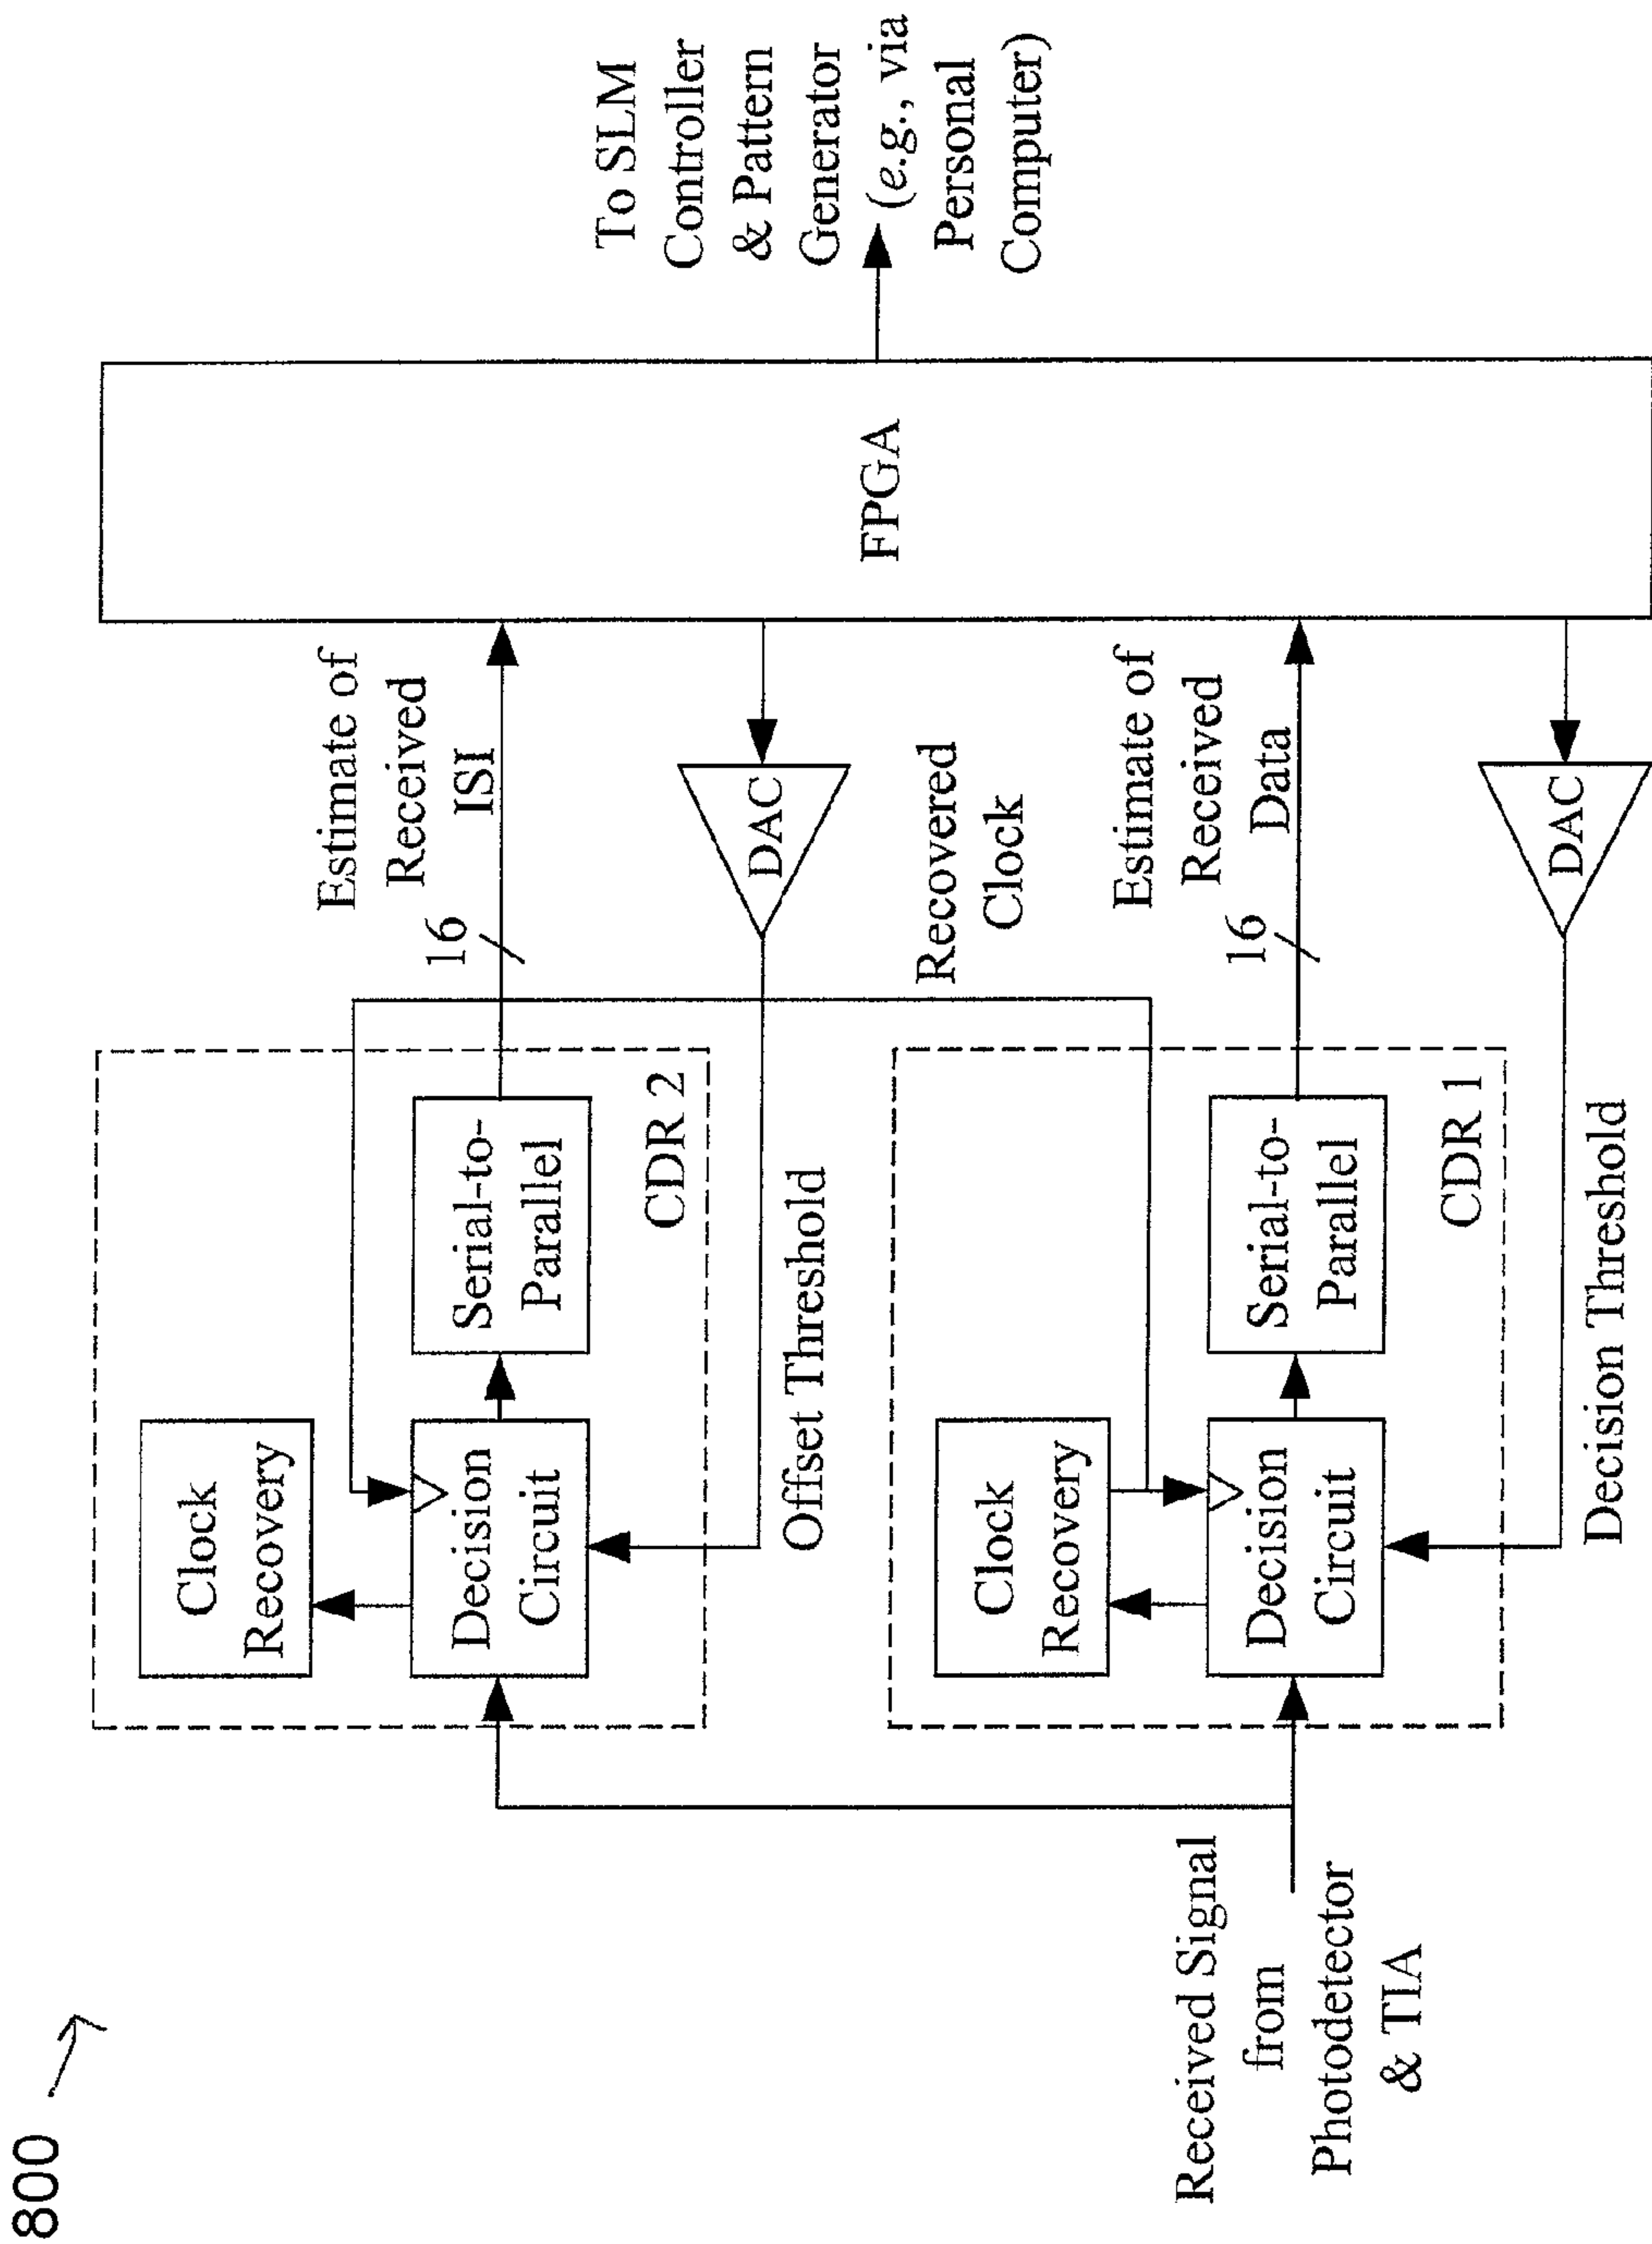 800
Received Signal
from
Photodetector
& TIA
Clock
Recovery
Decision
Circuit
Serial-to-
Parallel
CDR 2
Offset Threshold
16
Estimate of
Received
ISI
DAC
Recovered
Clock
Clock
Recovery
Decision
Circuit
Serial-to-
Parallel
CDR 1
Decision Threshold
16
Estimate of
Received
Data
DAC
FPGA
To SLM
Controller
& Pattern
Generator
(e.g., via
Personal
Computer)